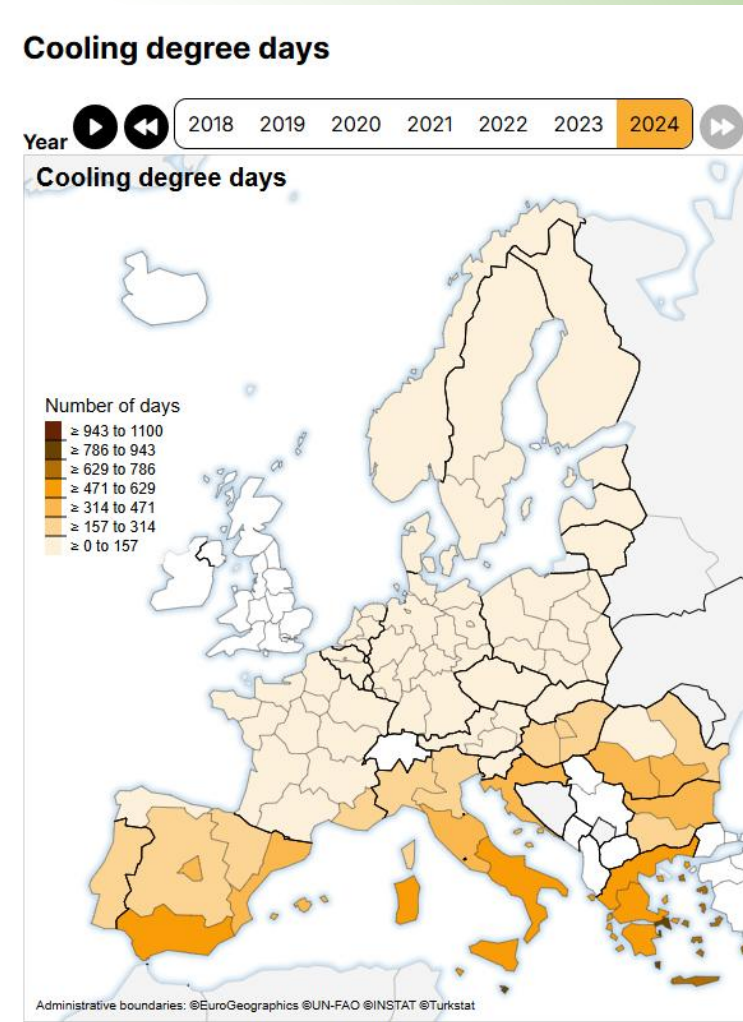 Cooling degree days
Year 2018 2019 2020 2021 2022 2023 2024
Cooling degree days
Number of days
≥ 943 to 1100
≥ 786 to 943
≥ 629 to 786
≥ 471 to 629
≥ 314 to 471
≥ 157 to 314
≥ 0 to 157
Administrative boundaries: ©EuroGeographics ©UN-FAO ©INSTAT ©Turkstat